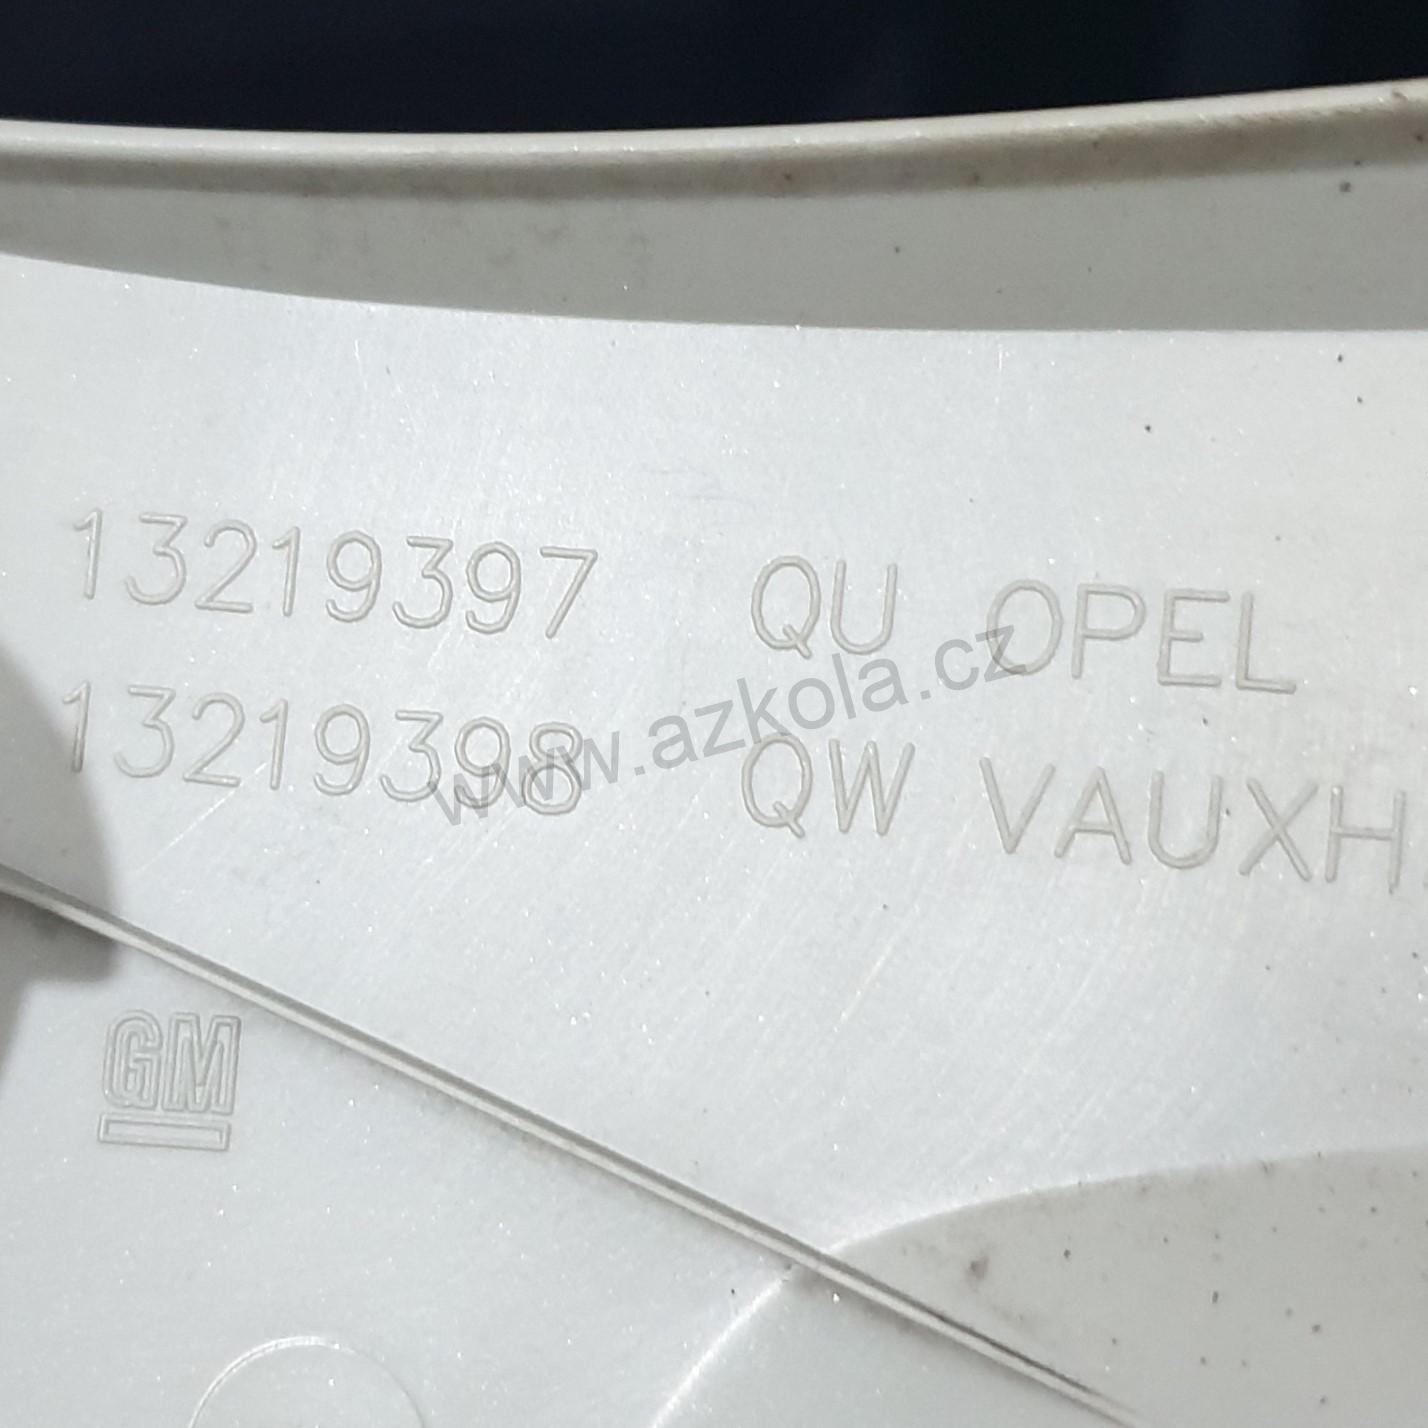 13219397 QU OPEL
13219398 QW VAUXH
www.azkola.cz
GM